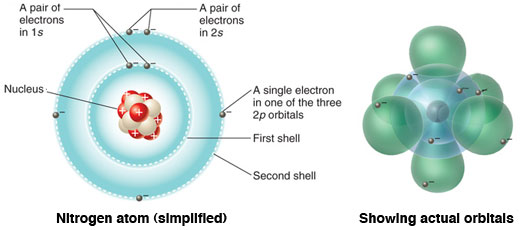 A pair of
electrons
in 1s
A pair of
electrons
in 2s
Nucleus
A single electron
in one of the three
2p orbitals
First shell
Second shell
Nitrogen atom (simplified)
Showing actual orbitals